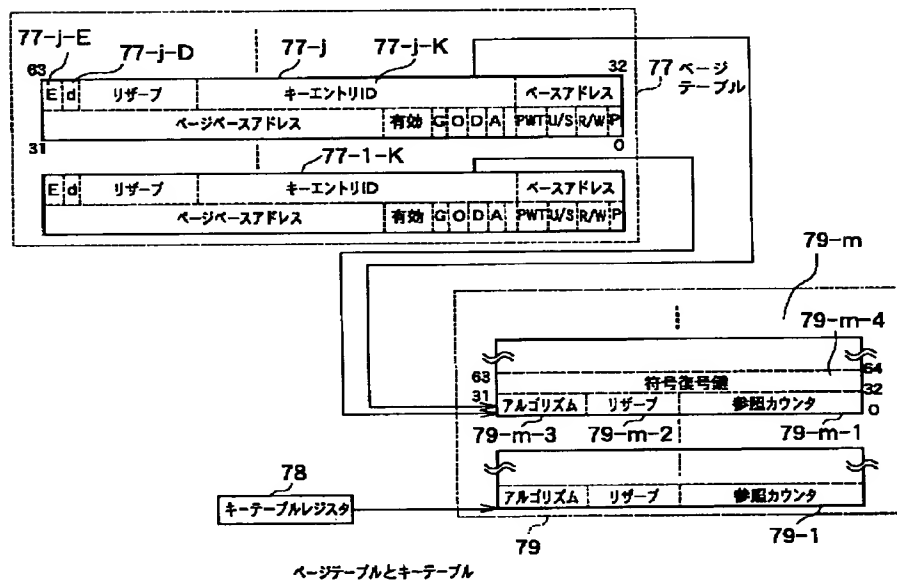 77-j-E
77-j-D
77-j
77-j-K
63
32
77 ページ
テーブル
E d リザーブ キーエントリID ベースアドレス
ページベースアドレス 有効 G O D A PWT U/S R/W P
31
0
77-1-K
E d リザーブ キーエントリID ベースアドレス
ページベースアドレス 有効 G O D A PWT U/S R/W P
79-m
79-m-4
64
63
符号復号鍵
32
31
アルゴリズム リザーブ 参照カウンタ
0
79-m-3 79-m-2 79-m-1
78
キーテーブルレジスタ
アルゴリズム リザーブ 参照カウンタ
79
79-1
ページテーブルとキーテーブル